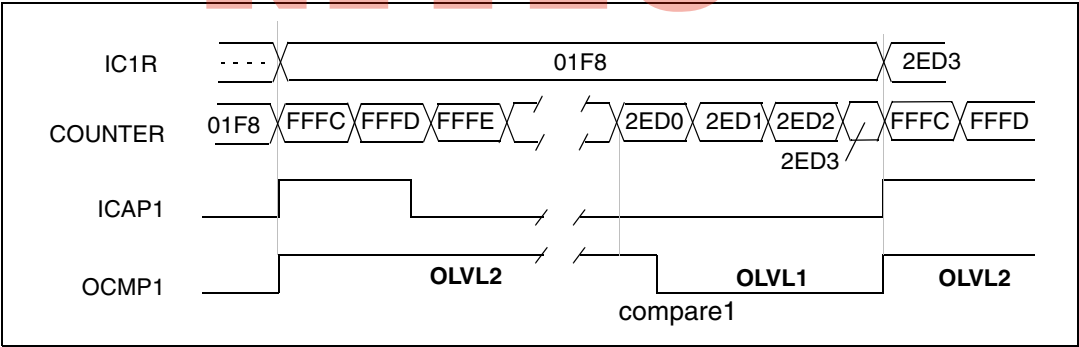 IC1R 01F8 2ED3
COUNTER 01F8 FFFC FFFD FFFE 2ED0 2ED1 2ED2 FFFC FFFD
2ED3
ICAP1
OCMP1 OLVL2 OLVL1 OLVL2
compare1